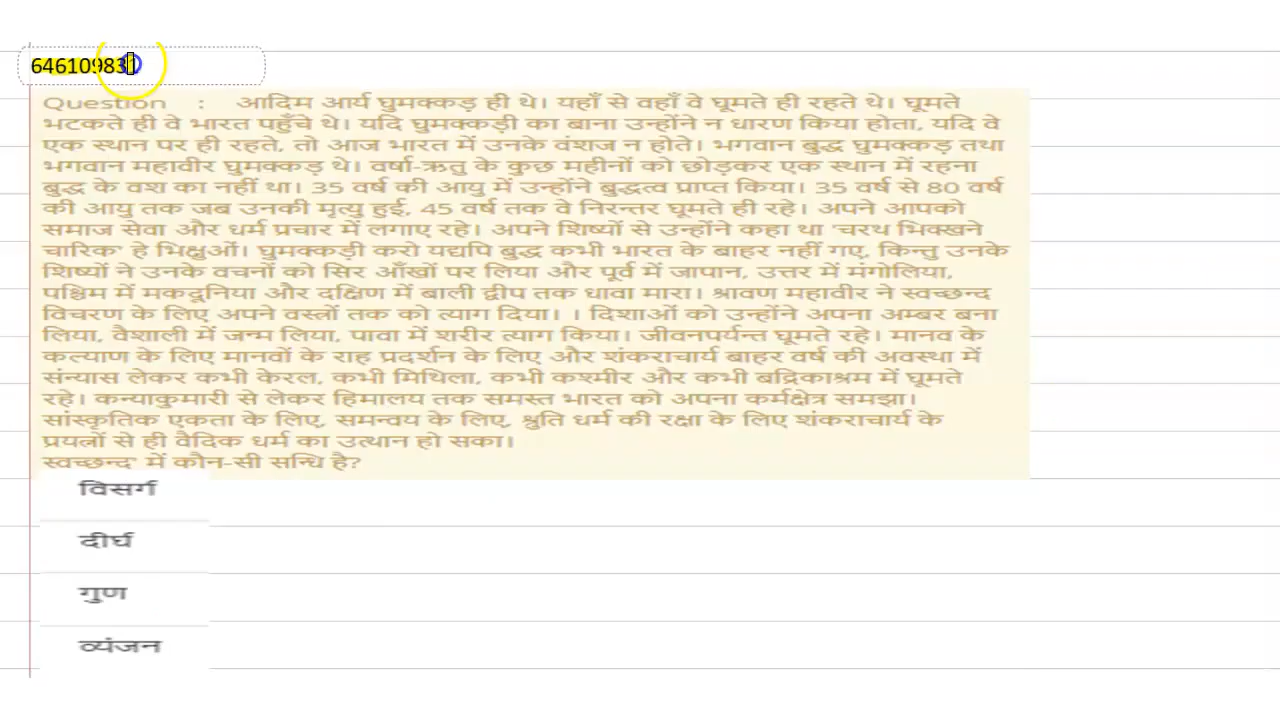 646109831
Question : आदिम आर्य घुमक्कड़ ही थे। यहाँ से वहाँ वे घूमते ही रहते थे। घूमते
भटकते ही वे भारत पहुँचे थे। यदि घुमक्कड़ी का बाना उन्होंने न धारण किया होता, यदि वे
एक स्थान पर ही रहते, तो आज भारत में उनके वंशज न होते। भगवान बुद्ध घुमक्कड़ तथा
भगवान महावीर घुमक्कड़ थे। वर्षा-ऋतु के कुछ महीनों को छोड़कर एक स्थान में रहना
बुद्ध के वश का नहीं था। 35 वर्ष की आयु में उन्होंने बुद्धत्व प्राप्त किया। 35 वर्ष से 80 वर्ष
की आयु तक जब उनकी मृत्यु हुई, 45 वर्ष तक वे निरन्तर घूमते ही रहे। अपने आपको
समाज सेवा और धर्म प्रचार में लगाए रहे। अपने शिष्यों से उन्होंने कहा था 'चरथ भिक्खने
चारिक' हे भिक्षुओं। घुमक्कड़ी करो यद्यपि बुद्ध कभी भारत के बाहर नहीं गए, किन्तु उनके
शिष्यों ने उनके वचनों को सिर आँखों पर लिया और पूर्व में जापान, उत्तर में मंगोलिया,
पश्चिम में मकदूनिया और दक्षिण में बाली द्वीप तक धावा मारा। श्रावण महावीर ने स्वच्छन्द
विचरण के लिए अपने वस्त्रों तक को त्याग दिया। । दिशाओं को उन्होंने अपना अम्बर बना
लिया, वैशाली में जन्म लिया, पावा में शरीर त्याग किया। जीवनपर्यन्त घूमते रहे। मानव के
कल्याण के लिए मानवों के राह प्रदर्शन के लिए और शंकराचार्य बाहर वर्ष की अवस्था में
संन्यास लेकर कभी केरल, कभी मिथिला, कभी कश्मीर और कभी बद्रिकाश्रम में घूमते
रहे। कन्याकुमारी से लेकर हिमालय तक समस्त भारत को अपना कर्मक्षेत्र समझा।
सांस्कृतिक एकता के लिए, समन्वय के लिए, श्रुति धर्म की रक्षा के लिए शंकराचार्य के
प्रयत्नों से ही वैदिक धर्म का उत्थान हो सका।
स्वच्छन्द' में कौन-सी सन्धि है?
विसर्ग
दीर्घ
गुण
व्यंजन